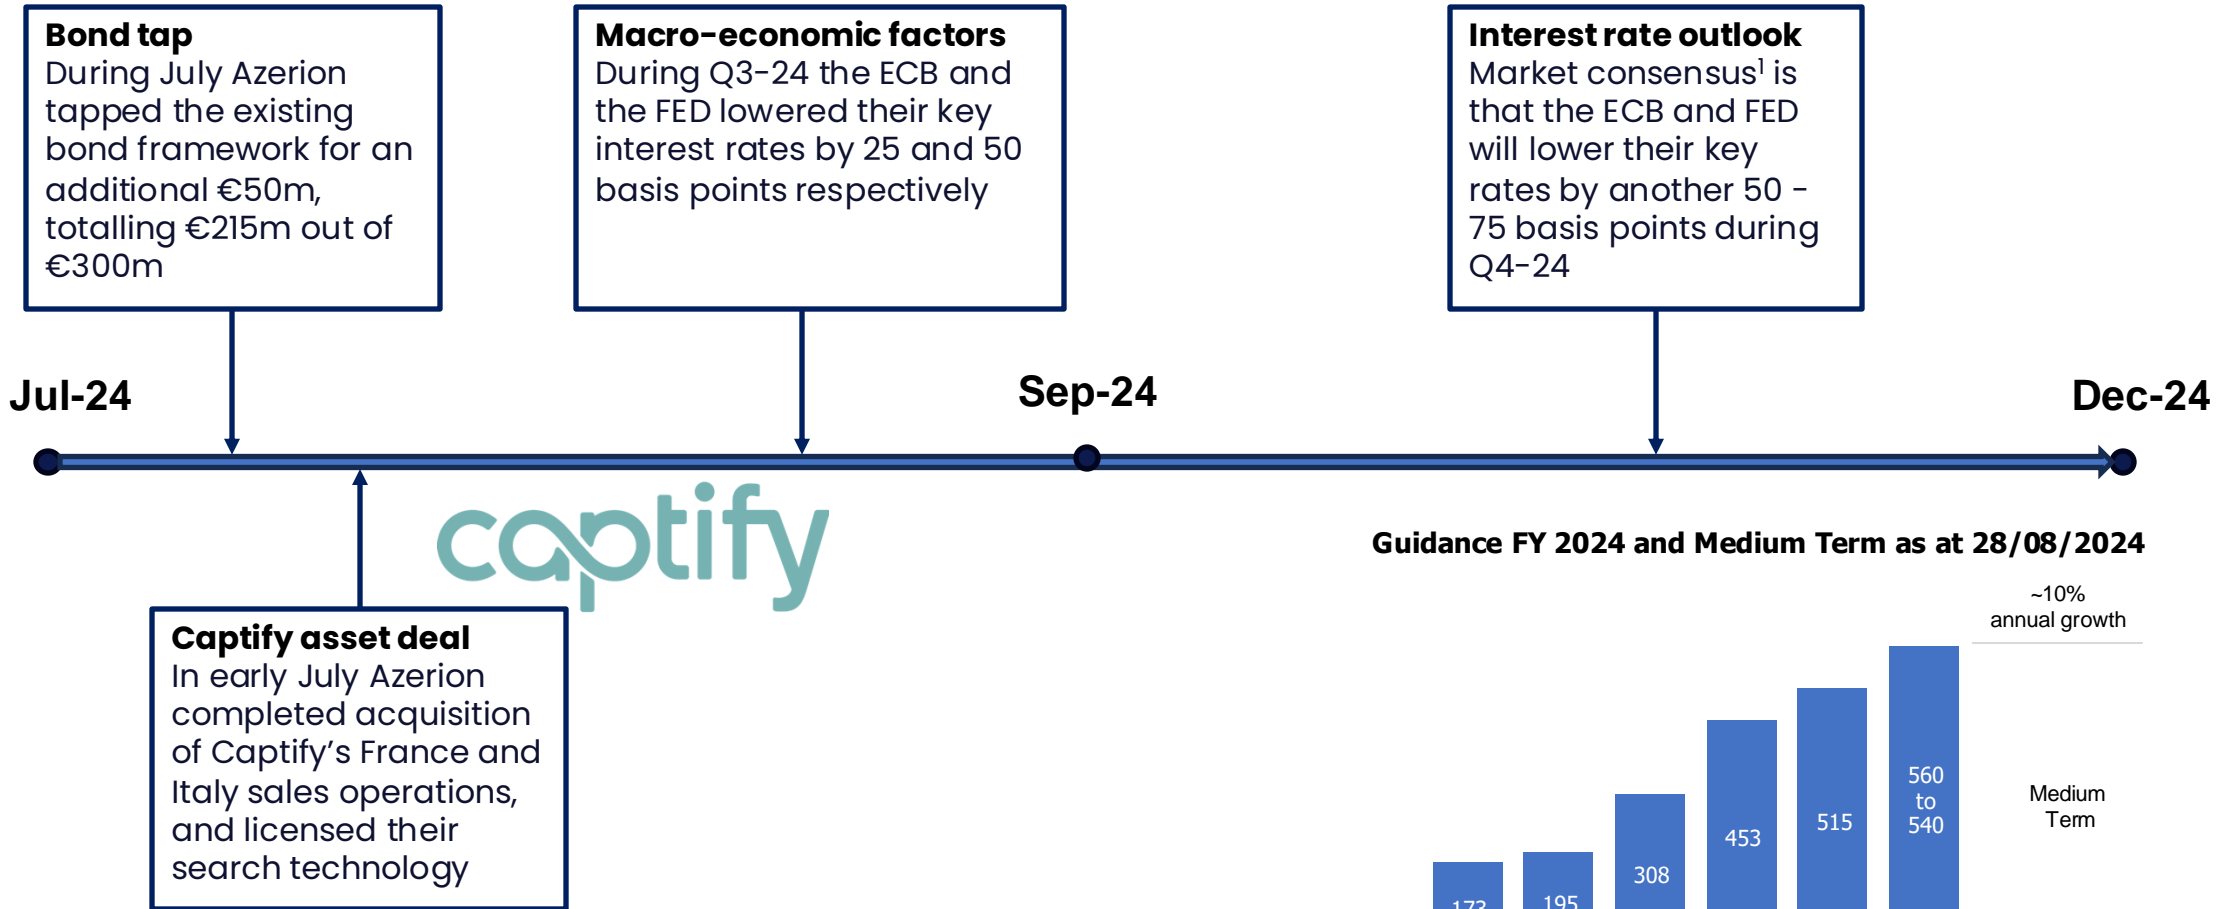 Bond tap
During July Azerion
tapped the existing
bond framework for an
additional €50m,
totalling €215m out of
€300m
Macro-economic factors
During Q3-24 the ECB and
the FED lowered their key
interest rates by 25 and 50
basis points respectively
Interest rate outlook
Market consensus¹ is
that the ECB and FED
will lower their key
rates by another 50 -
75 basis points during
Q4-24
Jul-24
Sep-24
Dec-24
captify
Captify asset deal
In early July Azerion
completed acquisition
of Captify's France and
Italy sales operations,
and licensed their
search technology
Guidance FY 2024 and Medium Term as at 28/08/2024
~10%
annual growth
173
195
308
453
515
560
to
540
Medium
Term